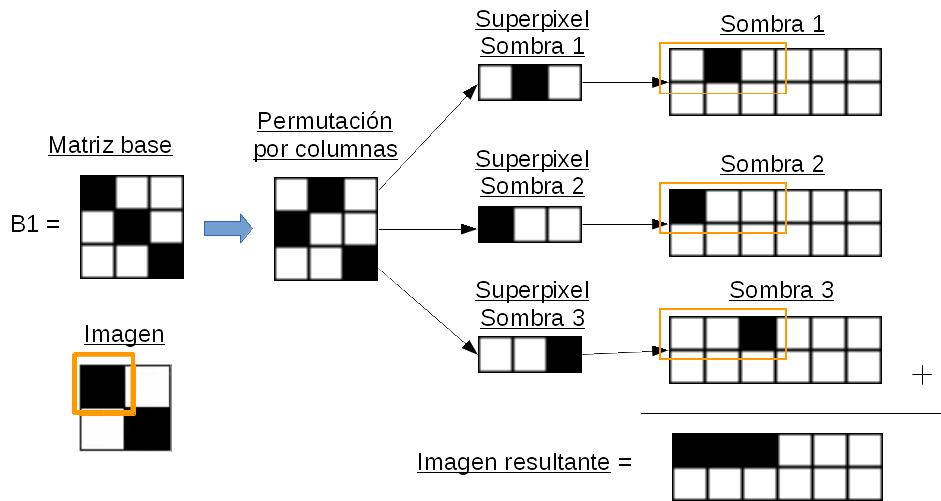 Matriz base
B1 =
Imagen
Permutación
por columnas
Superpixel
Sombra 1
Superpixel
Sombra 2
Superpixel
Sombra 3
Sombra 1
Sombra 2
Sombra 3
+
Imagen resultante =